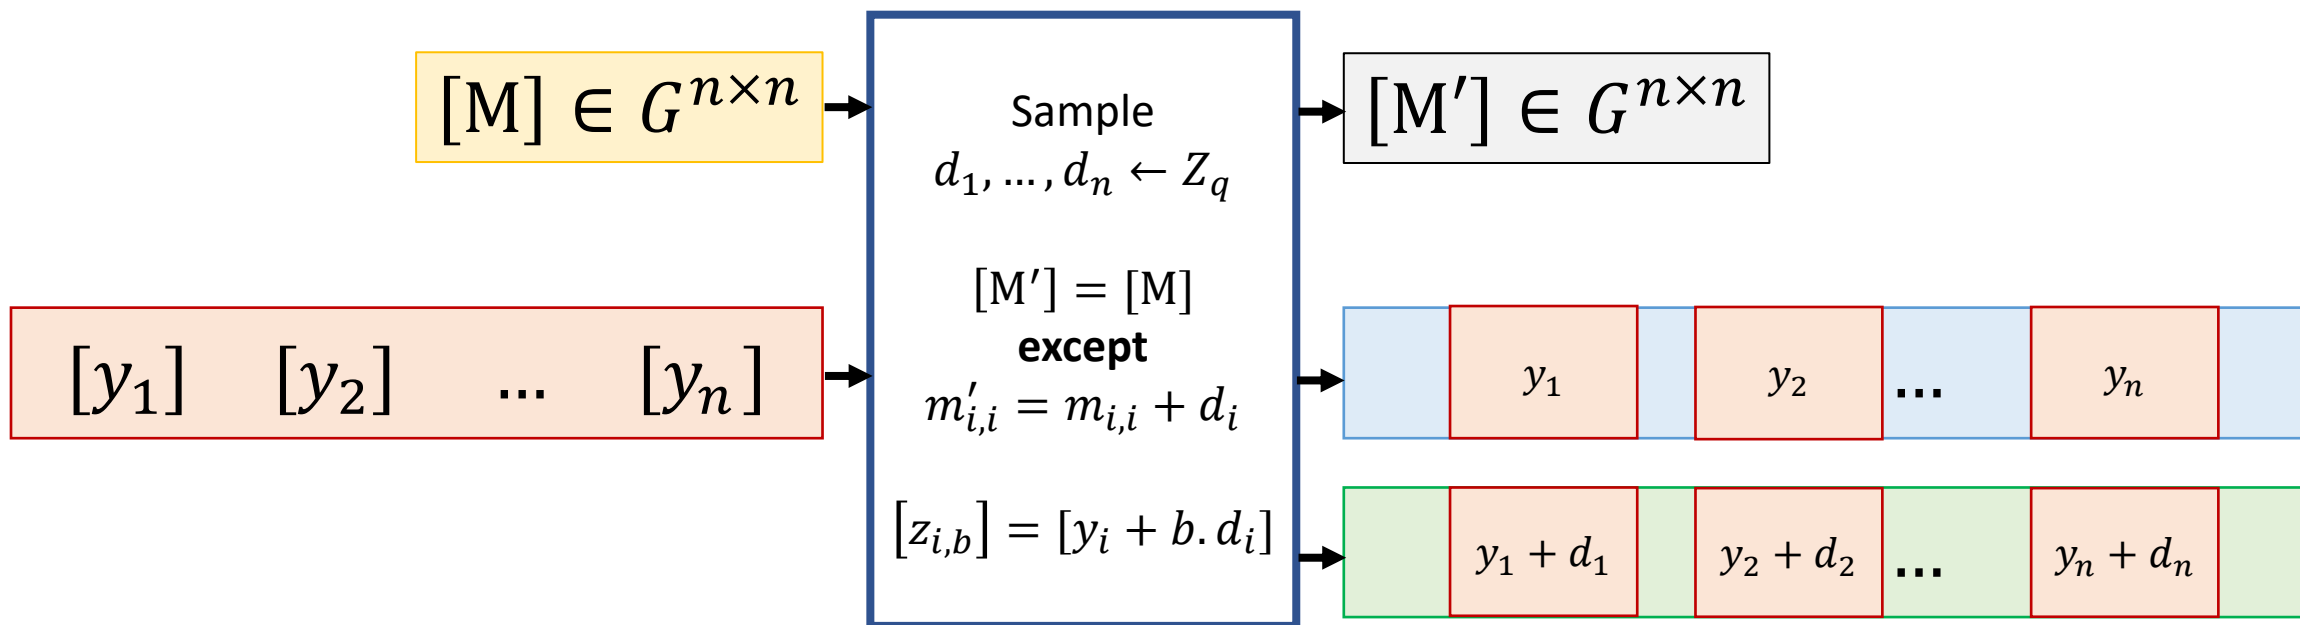 [M] ∈ G^{n×n}
[y_1] [y_2] ... [y_n]
Sample
d_1, ..., d_n ← Z_q
[M′] = [M]
except
m′_{i,i} = m_{i,i} + d_i
[z_{i,b}] = [y_i + b. d_i]
[M′] ∈ G^{n×n}
y_1 y_2 ... y_n
y_1 + d_1 y_2 + d_2 ... y_n + d_n